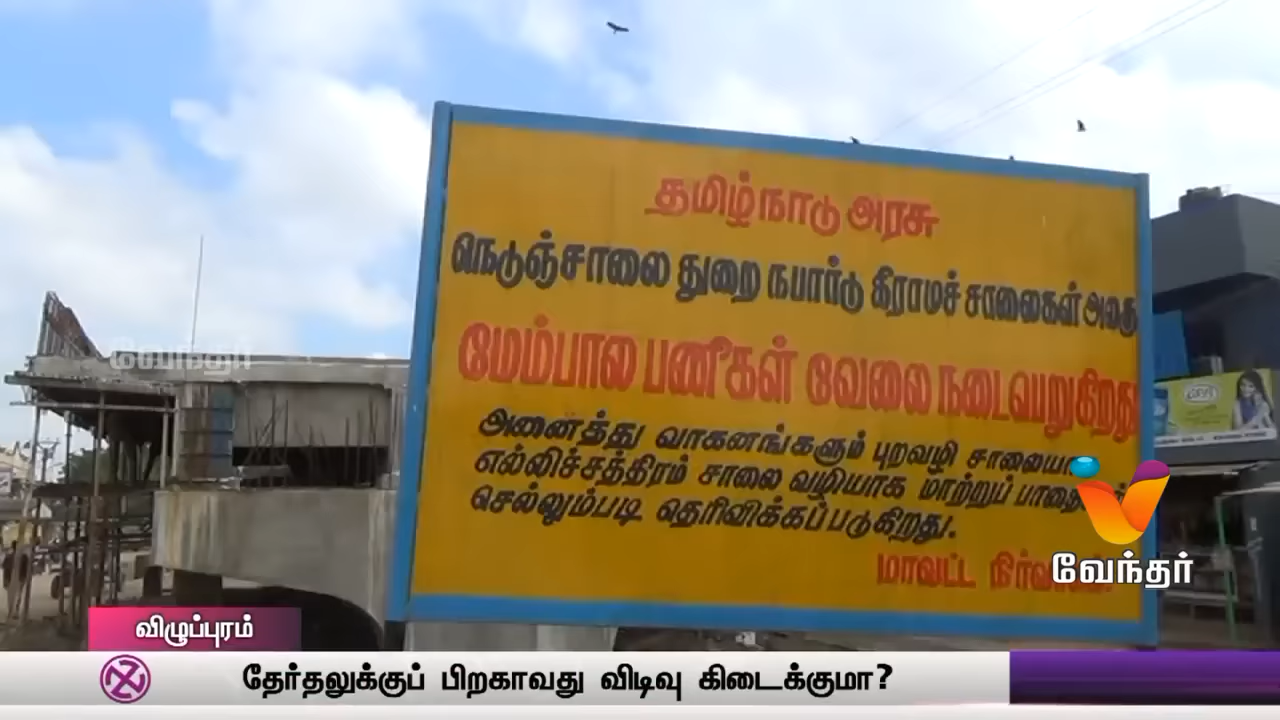 தமிழ்நாடு அரசு
நெடுஞ்சாலை துறை நபார்டு கிராமச் சாலைகள் அலகு
மேம்பால பணிகள் வேலை நடைபெறுகிறது
அனைத்து வாகனங்களும் புறவழி சாலையான
எல்லிச்சத்திரம் சாலை வழியாக மாற்றுப் பாதையில்
செல்லும்படி தெரிவிக்கப்படுகிறது.
மாவட்ட
வேந்தர்
வேந்தர்
விழுப்புரம்
தேர்தலுக்குப் பிறகாவது விடிவு கிடைக்குமா?